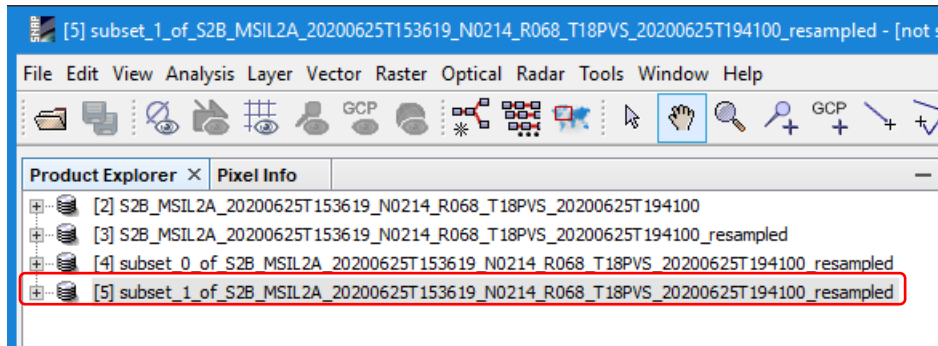 SNAP
[5] subset_1_of_S2B_MSIL2A_20200625T153619_N0214_R068_T18PVS_20200625T194100_resampled - [not
File Edit View Analysis Layer Vector Raster Optical Radar Tools Window Help
GCP GCP
Product Explorer Pixel Info
[2] S2B_MSIL2A_20200625T153619_N0214_R068_T18PVS_20200625T194100
[3] S2B_MSIL2A_20200625T153619_N0214_R068_T18PVS_20200625T194100_resampled
[4] subset_0_of_S2B_MSIL2A_20200625T153619_N0214_R068_T18PVS_20200625T194100_resampled
[5] subset_1_of_S2B_MSIL2A_20200625T153619_N0214_R068_T18PVS_20200625T194100_resampled